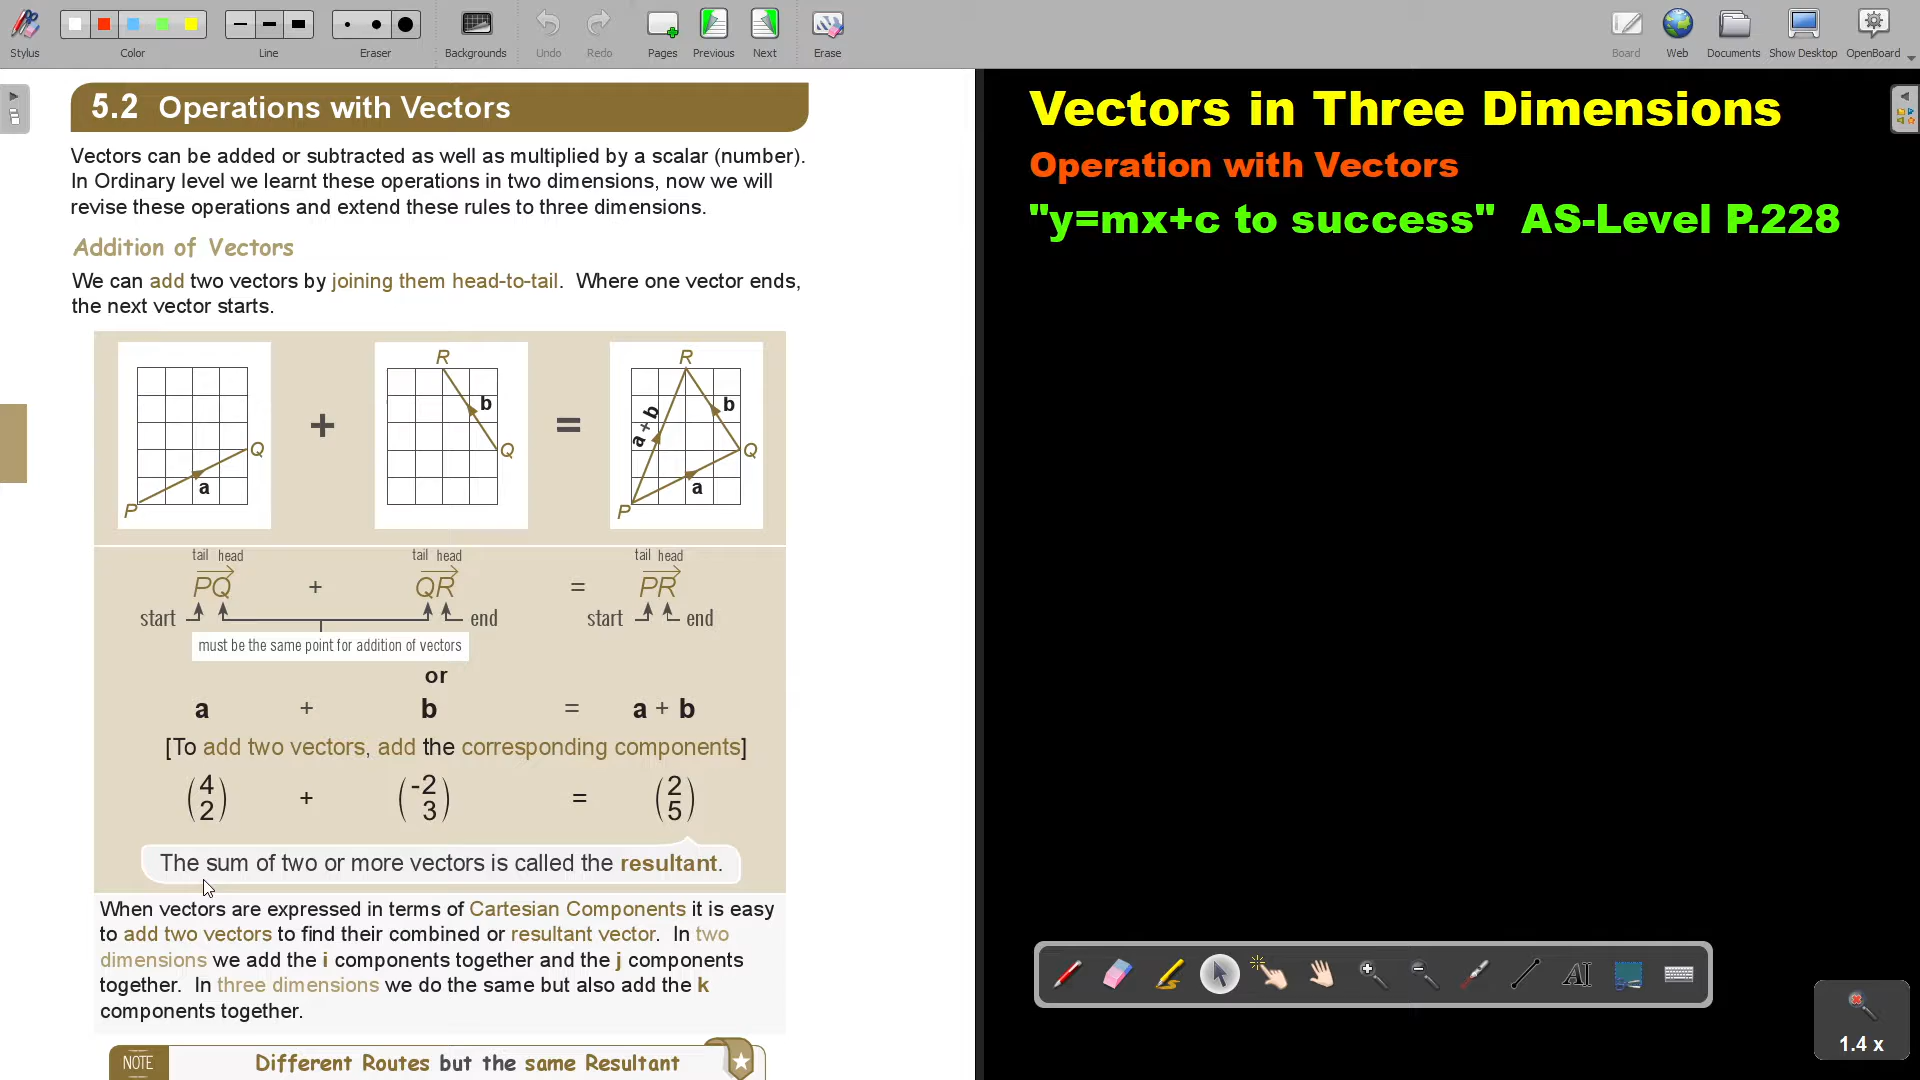 Stylus
Color
Line
Eraser
Backgrounds
Undo
Redo
Pages
Previous
Next
Erase
Board
Web
Documents
Show Desktop
OpenBoard
5.2 Operations with Vectors
Vectors can be added or subtracted as well as multiplied by a scalar (number).
In Ordinary level we learnt these operations in two dimensions, now we will
revise these operations and extend these rules to three dimensions.
Addition of Vectors
We can add two vectors by joining them head-to-tail. Where one vector ends,
the next vector starts.
P a Q
+
R b Q
=
R a + b b Q a P
tail head tail head tail head
PQ + QR = PR
start end start end
must be the same point for addition of vectors
or
a + b = a + b
[To add two vectors, add the corresponding components]
(4 2) + (-2 3) = (2 5)
The sum of two or more vectors is called the resultant.
When vectors are expressed in terms of Cartesian Components it is easy
to add two vectors to find their combined or resultant vector. In two
dimensions we add the i components together and the j components
together. In three dimensions we do the same but also add the k
components together.
NOTE Different Routes but the same Resultant
Vectors in Three Dimensions
Operation with Vectors
"y=mx+c to success" AS-Level P.228
AI
1.4 x